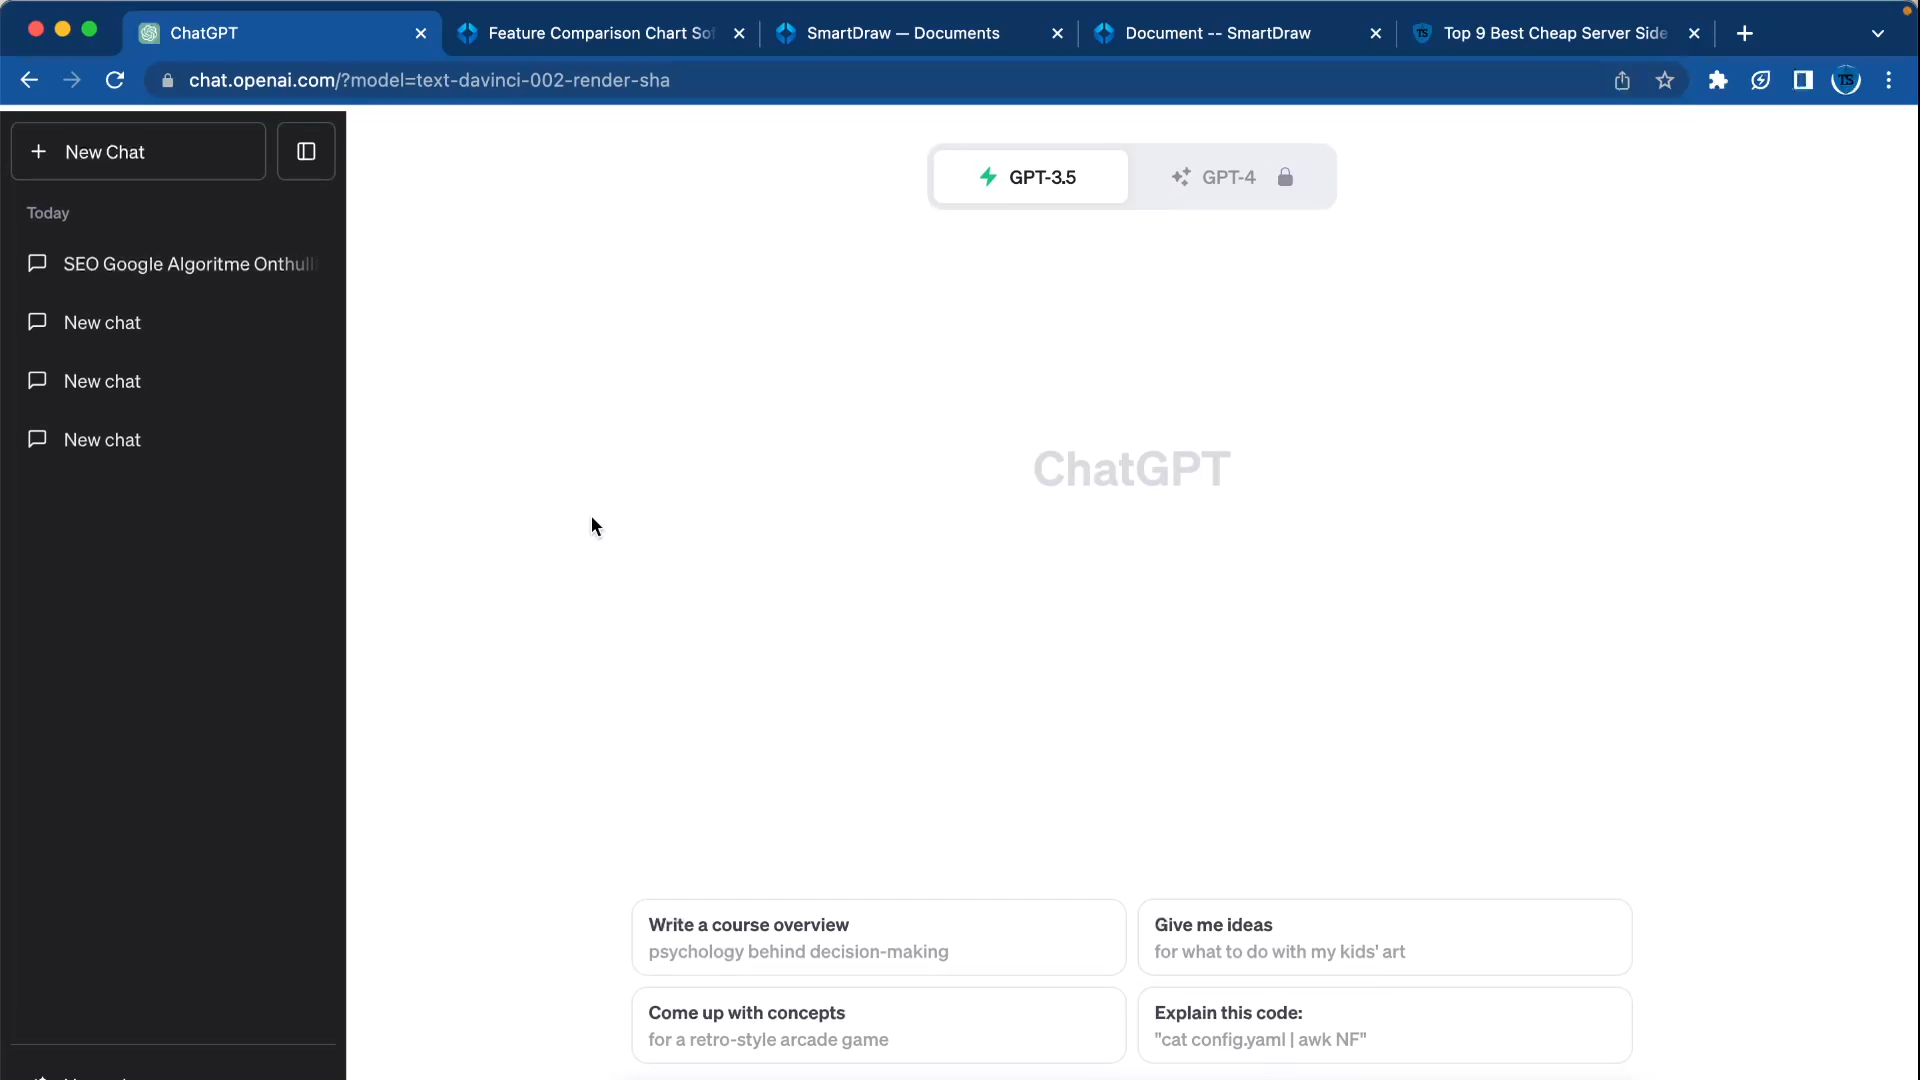 ChatGPT
Feature Comparison Chart Sof
SmartDraw — Documents
Document -- SmartDraw
Top 9 Best Cheap Server Side
chat.openai.com/?model=text-davinci-002-render-sha
TS
New Chat
GPT-3.5
GPT-4
Today
SEO Google Algoritme Onthull
New chat
New chat
New chat
ChatGPT
Write a course overview
psychology behind decision-making
Give me ideas
for what to do with my kids' art
Come up with concepts
for a retro-style arcade game
Explain this code:
"cat config.yaml | awk NF"